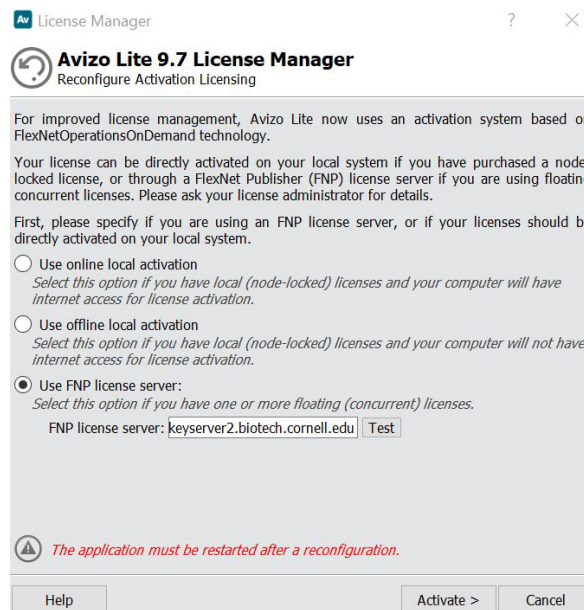 Av License Manager ?
Avizo Lite 9.7 License Manager
Reconfigure Activation Licensing
For improved license management, Avizo Lite now uses an activation system based o
FlexNetOperationsOnDemand technology.
Your license can be directly activated on your local system if you have purchased a node
locked license, or through a FlexNet Publisher (FNP) license server if you are using floatin
concurrent licenses. Please ask your license administrator for details.
First, please specify if you are using an FNP license server, or if your licenses should b
directly activated on your local system.
Use online local activation
Select this option if you have local (node-locked) licenses and your computer will have
internet access for license activation.
Use offline local activation
Select this option if you have local (node-locked) licenses and your computer will not have
internet access for license activation.
Use FNP license server:
Select this option if you have one or more floating (concurrent) licenses.
FNP license server: keyserver2.biotech.cornell.edu Test
The application must be restarted after a reconfiguration.
Help Activate > Cancel